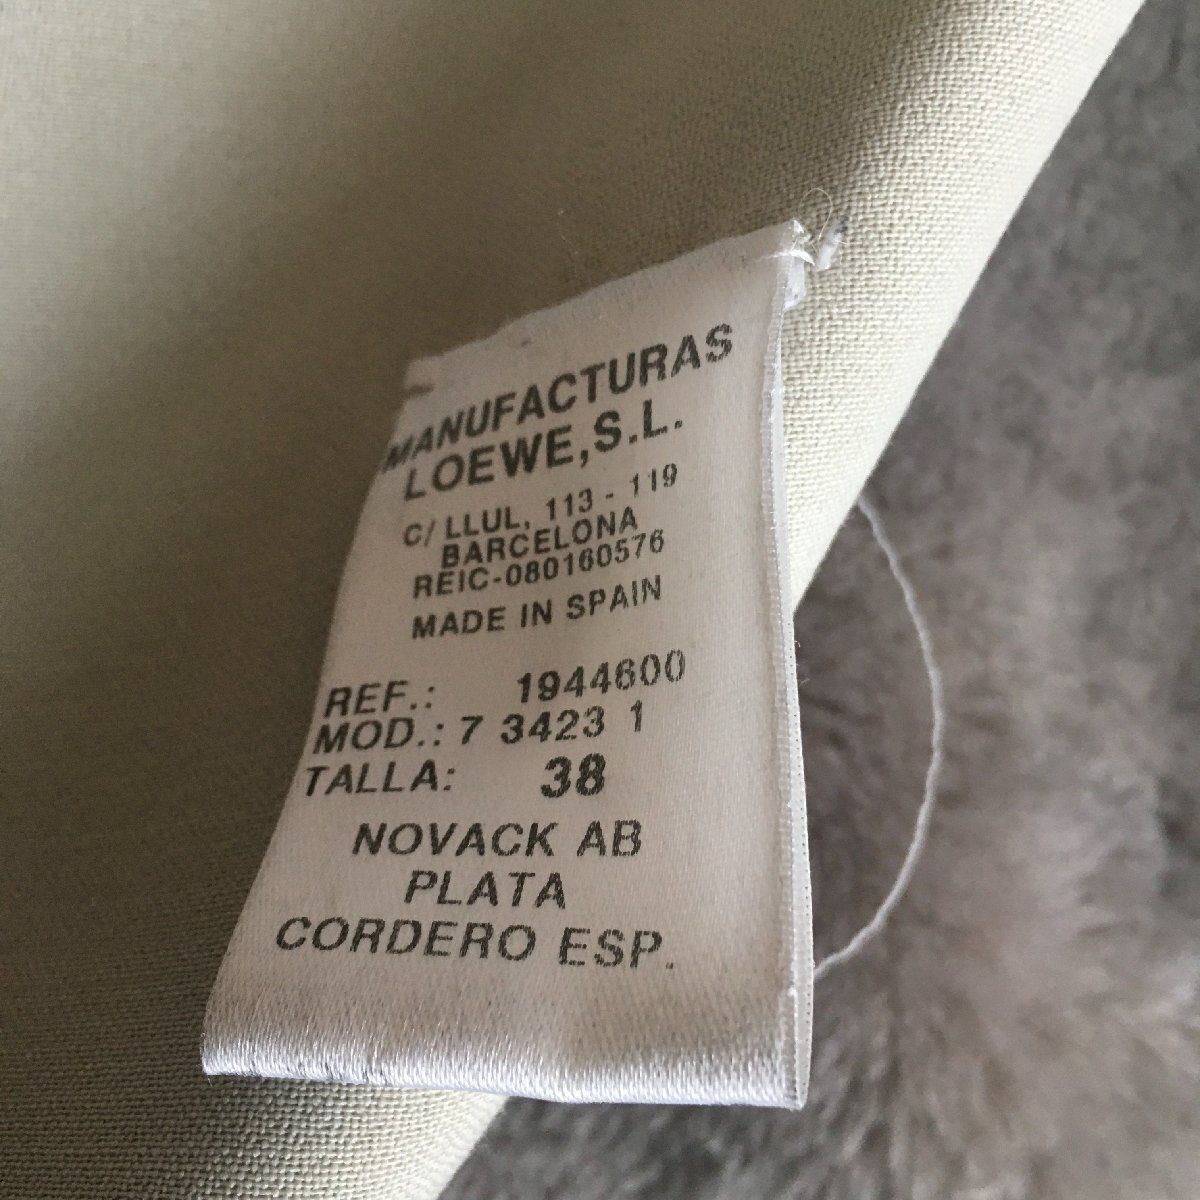 MANUFACTURAS
LOEWE,S.L.
C/ LLUL, 113 - 119
BARCELONA
REIC-080160576
MADE IN SPAIN
REF.: 1944600
MOD.: 7 3423 1
TALLA: 38
NOVACK AB
PLATA
CORDERO ESP.